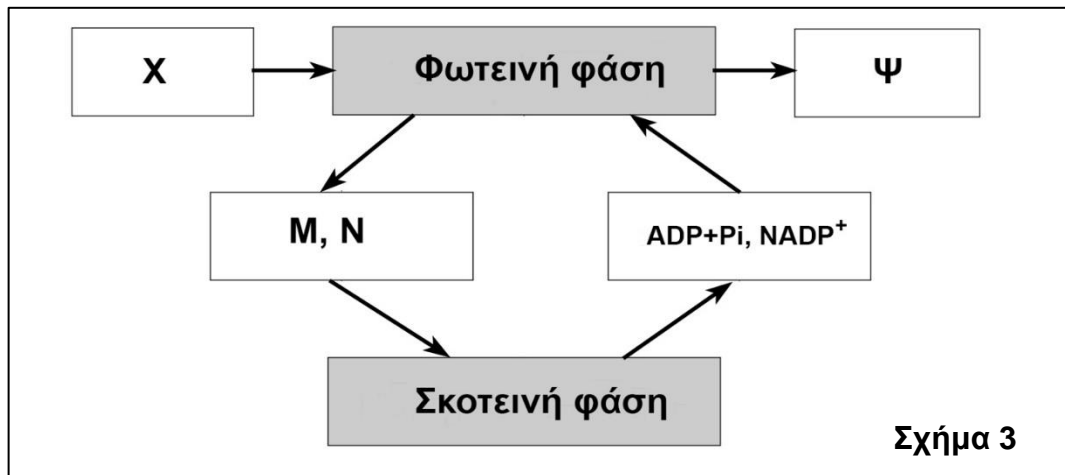 Χ
Φωτεινή φάση
Ψ
Μ, Ν
ADP+Pi, NADP⁺
Σκοτεινή φάση
Σχήμα 3